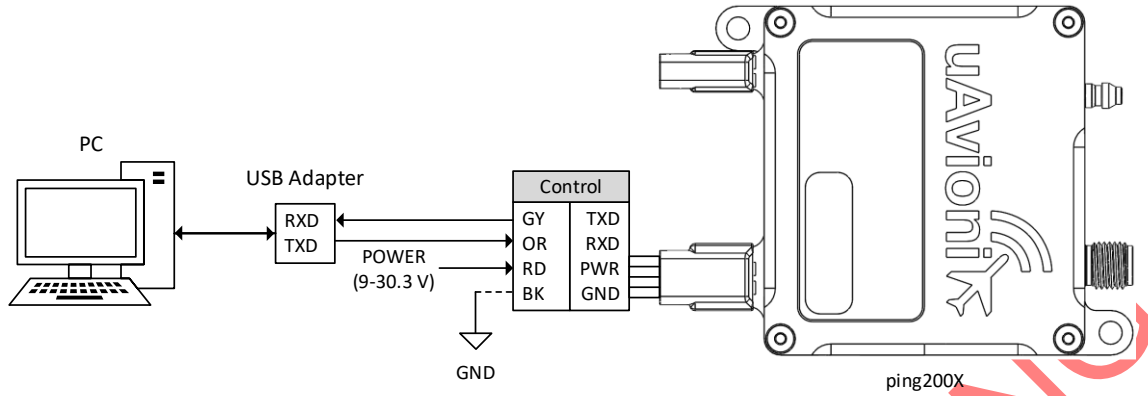 PC
USB Adapter
RXD
TXD
POWER
(9-30.3 V)
GND
Control
GY TXD
OR RXD
RD PWR
BK GND
uAvionix
ping200X